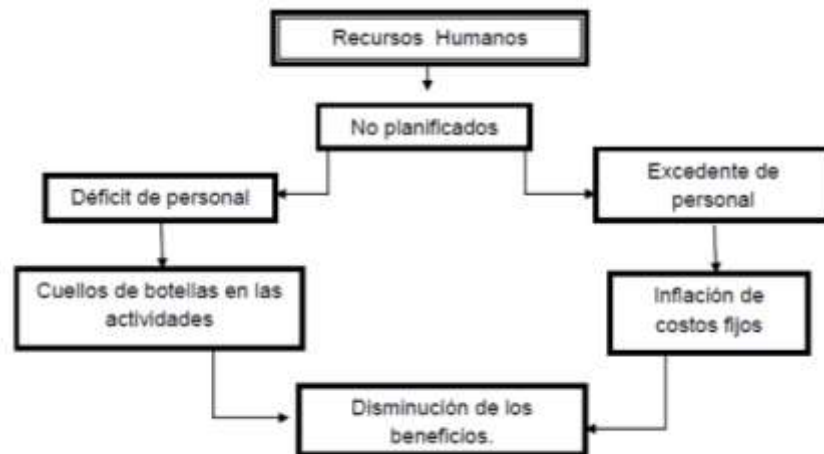 Recursos Humanos
No planificados
Déficit de personal
Excedente de
personal
Cuellos de botellas en las
actividades
Inflación de
costos fijos
Disminución de los
beneficios.